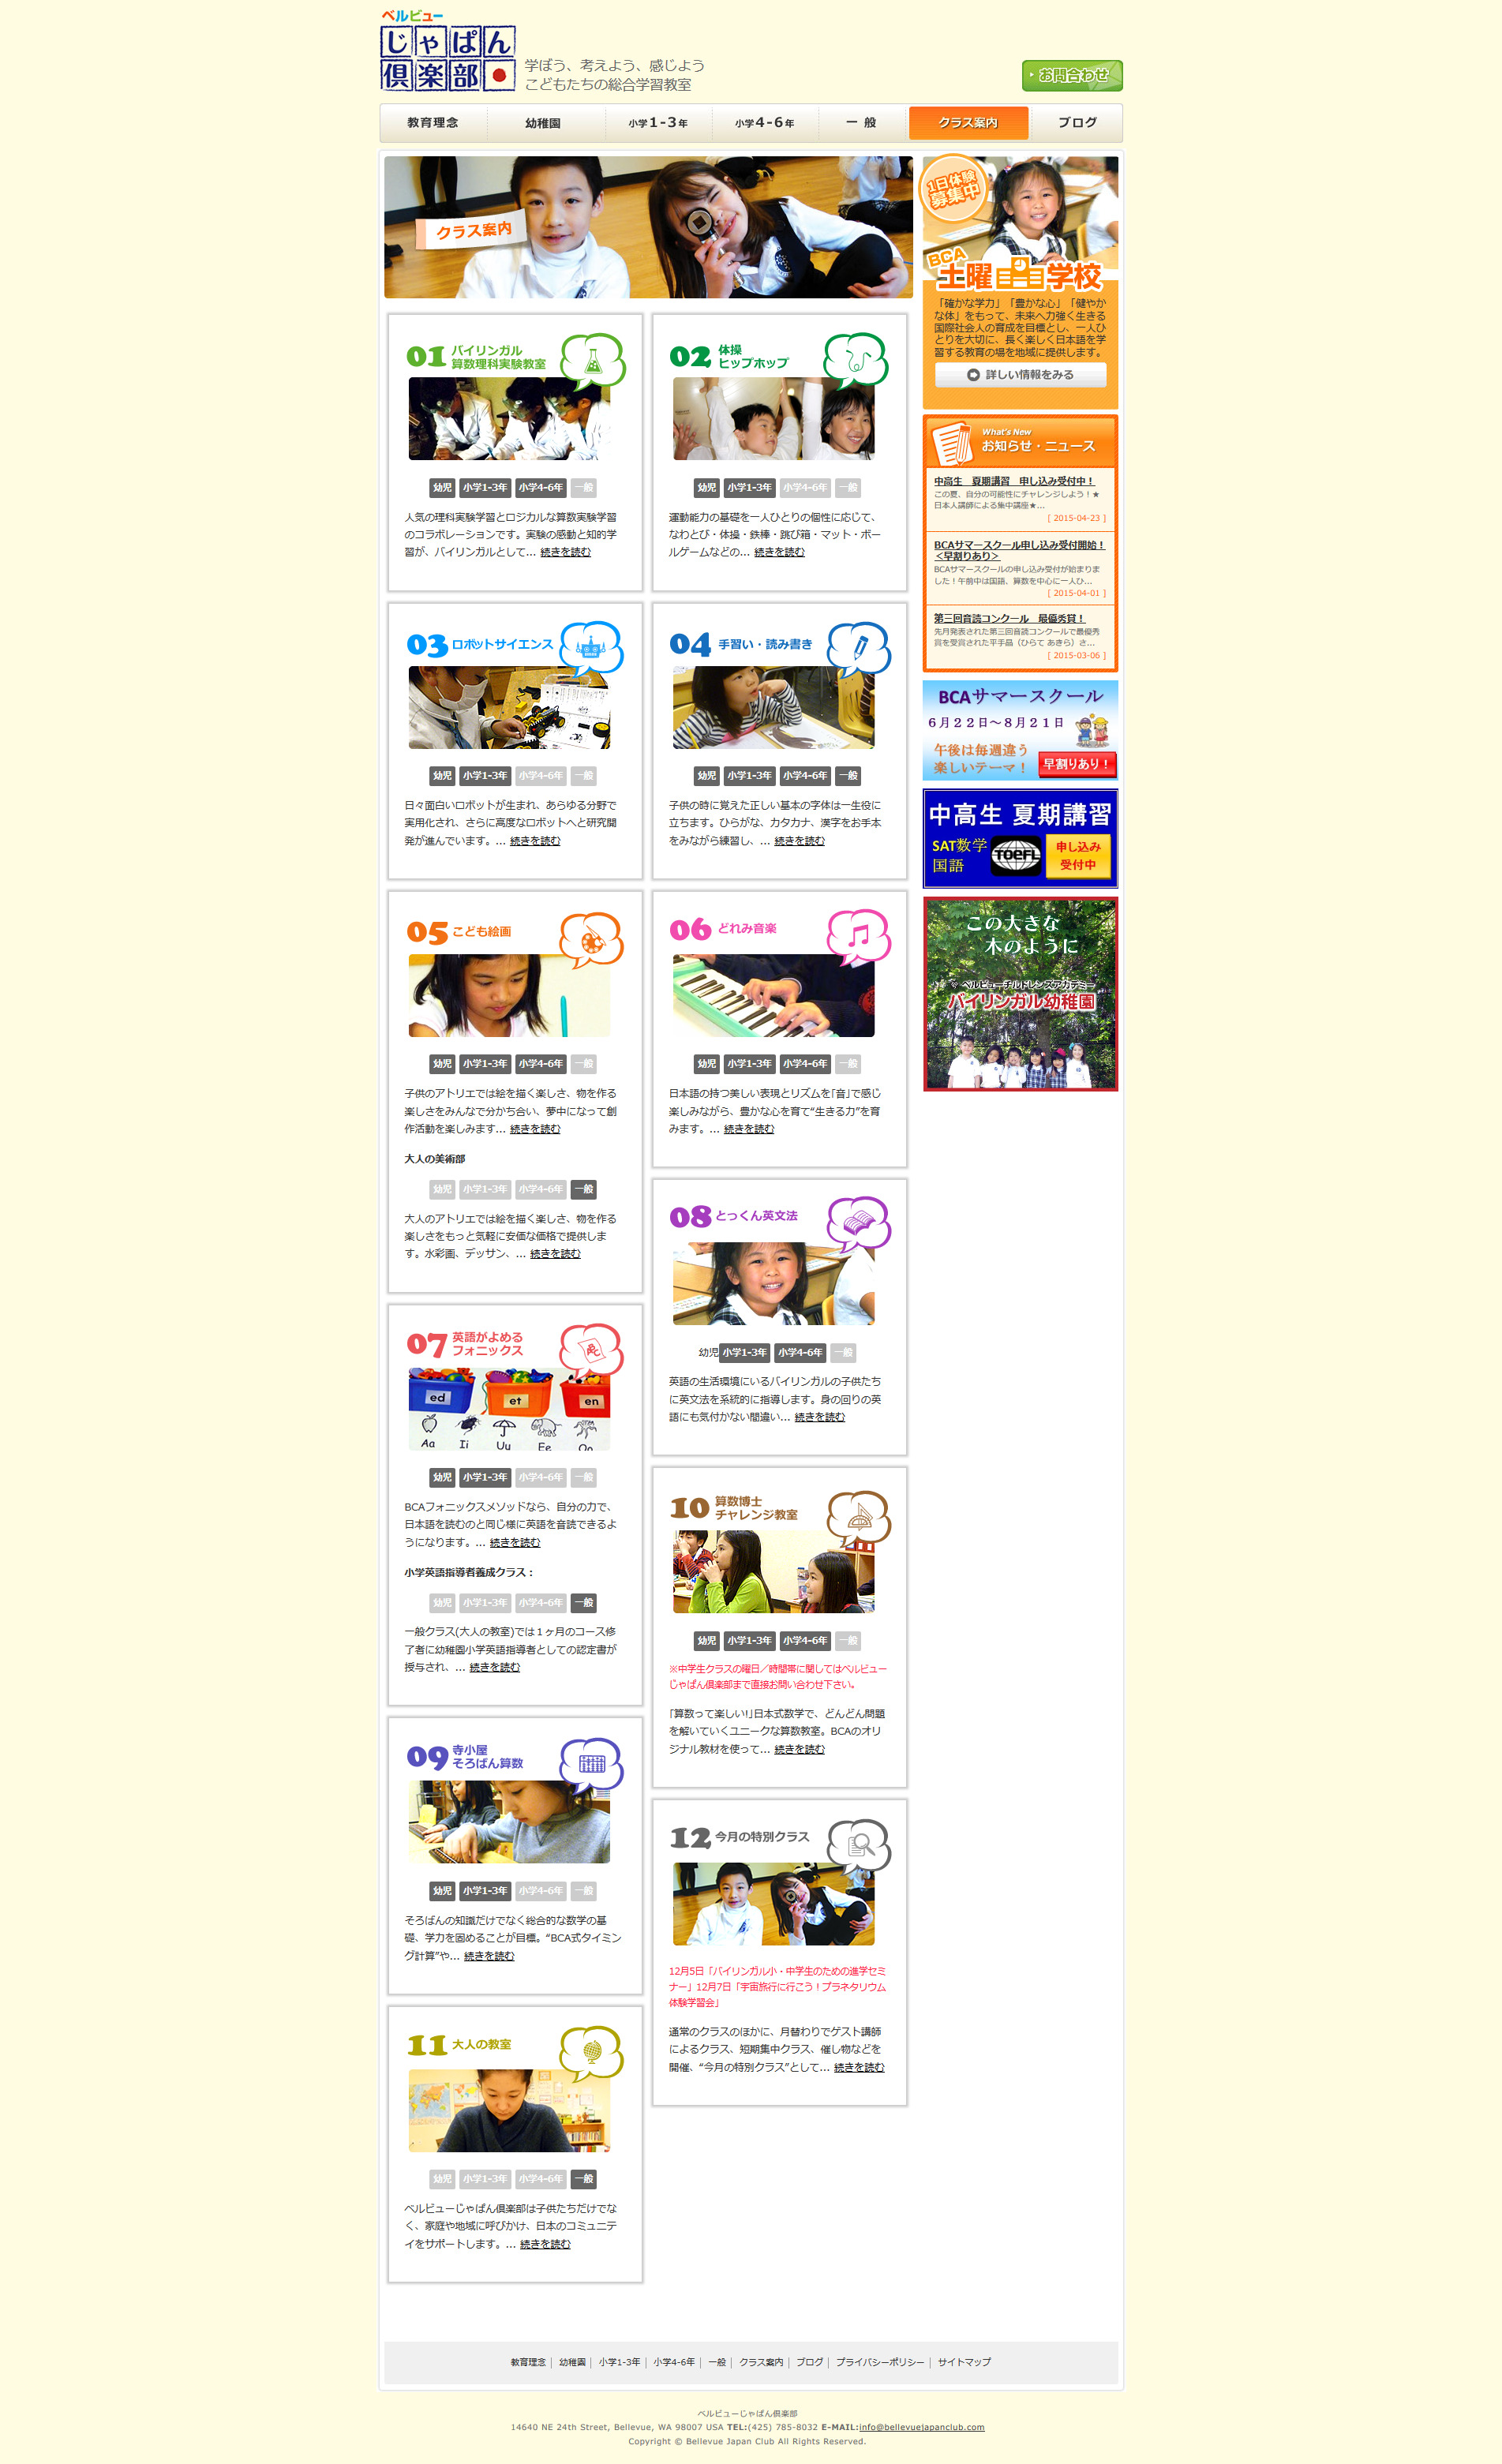 ベルビュー
じゃぱん
倶楽部
学ぼう、考えよう、感じよう
こどもたちの総合学習教室
お問合わせ
教育理念
幼稚園
小学1-3年
小学4-6年
一般
クラス案内
ブログ
クラス案内
01 バイリンガル
算数理科実験教室
幼児 小学1-3年 小学4-6年 一般
人気の理科実験学習とロジカルな算数実験学習
のコラボレーションです。実験の感動と知的学
習が、バイリンガルとして... 続きを読む
02 体操
ヒップホップ
幼児 小学1-3年 小学4-6年 一般
運動能力の基礎を一人ひとりの個性に応じて、
なわとび・体操・鉄棒・跳び箱・マット・ボー
ルゲームなどの... 続きを読む
03 ロボットサイエンス
幼児 小学1-3年 小学4-6年 一般
日々面白いロボットが生まれ、あらゆる分野で
実用化され、さらに高度なロボットへと研究開
発が進んでいます。... 続きを読む
04 手習い・読み書き
幼児 小学1-3年 小学4-6年 一般
子供の時に覚えた正しい基本の字体は一生役に
立ちます。ひらがな、カタカナ、漢字をお手本
をみながら練習し、... 続きを読む
05 こども絵画
幼児 小学1-3年 小学4-6年 一般
子供のアトリエでは絵を描く楽しさ、物を作る
楽しさをみんなで分かち合い、夢中になって創
作活動を楽しみます... 続きを読む
大人の美術部
幼児 小学1-3年 小学4-6年 一般
大人のアトリエでは絵を描く楽しさ、物を作る
楽しさをもっと気軽に安価な価格で提供しま
す。水彩画、デッサン、... 続きを読む
06 どれみ音楽
幼児 小学1-3年 小学4-6年 一般
日本語の持つ美しい表現とリズムを｢音｣で感じ
楽しみながら、豊かな心を育て“生きる力”を育
みます。... 続きを読む
07 英語がよめる
フォニックス
ed et en
Aa Ii Uu Ee Oo
幼児 小学1-3年 小学4-6年 一般
BCAフォニックスメソッドなら、自分の力で、
日本語を読むのと同じ様に英語を音読できるよ
うになります。... 続きを読む
小学英語指導者養成クラス：
幼児 小学1-3年 小学4-6年 一般
一般クラス(大人の教室)では１ヶ月のコース修
了者に幼稚園小学英語指導者としての認定書が
授与され、... 続きを読む
08 とっくん英文法
幼児 小学1-3年 小学4-6年 一般
英語の生活環境にいるバイリンガルの子供たち
に英文法を系統的に指導します。身の回りの英
語にも気付かない間違い... 続きを読む
09 寺小屋
そろばん算数
幼児 小学1-3年 小学4-6年 一般
そろばんの知識だけでなく総合的な数学の基
礎、学力を固めることが目標。“BCA式タイミン
グ計算”や... 続きを読む
10 算数博士
チャレンジ教室
幼児 小学1-3年 小学4-6年 一般
※中学生クラスの曜日／時間帯に関してはベルビュー
じゃぱん倶楽部まで直接お問い合わせ下さい。
｢算数って楽しい!｣日本式数学で、どんどん問題
を解いていくユニークな算数教室。BCAのオリ
ジナル教材を使って... 続きを読む
11 大人の教室
幼児 小学1-3年 小学4-6年 一般
ベルビューじゃぱん倶楽部は子供たちだけでな
く、家庭や地域に呼びかけ、日本のコミュニテ
イをサポートします。... 続きを読む
12 今月の特別クラス
12月5日「バイリンガル小・中学生のための進学セミ
ナー」12月7日「宇宙旅行に行こう！プラネタリウム
体験学習会」
通常のクラスのほかに、月替わりでゲスト講師
によるクラス、短期集中クラス、催し物などを
開催、“今月の特別クラス”として... 続きを読む
1日体験
募集中
BCA
土曜学校
「確かな学力」「豊かな心」「健やか
な体」をもって、未来へ力強く生きる
国際社会人の育成を目標とし、一人ひ
とりを大切に、長く楽しく日本語を学
習する教育の場を地域に提供します。
詳しい情報をみる
What's New
お知らせ・ニュース
中高生　夏期講習　申し込み受付中！
この夏、自分の可能性にチャレンジしよう！★
日本人講師による集中講座★...
[ 2015-04-23 ]
BCAサマースクール申し込み受付開始！
＜早割りあり＞
BCAサマースクールの申し込み受付が始まりま
した！午前中は国語、算数を中心に一人ひ...
[ 2015-04-01 ]
第三回音読コンクール　最優秀賞！
先月発表された第三回音読コンクールで最優秀
賞を受賞された平手晶（ひらて あきら）さ...
[ 2015-03-06 ]
BCAサマースクール
６月２２日〜８月２１日
午後は毎週違う
楽しいテーマ！
早割りあり！
中高生 夏期講習
SAT数学
国語
TOEFL
申し込み
受付中
この大きな
木のように
ベルビューチルドレンズアカデミー
バイリンガル幼稚園
教育理念 | 幼稚園 | 小学1-3年 | 小学4-6年 | 一般 | クラス案内 | ブログ | プライバシーポリシー | サイトマップ
ベルビューじゃぱん倶楽部
14640 NE 24th Street, Bellevue, WA 98007 USA TEL:(425) 785-8032 E-MAIL:info@bellevuejapanclub.com
Copyright © Bellevue Japan Club All Rights Reserved.